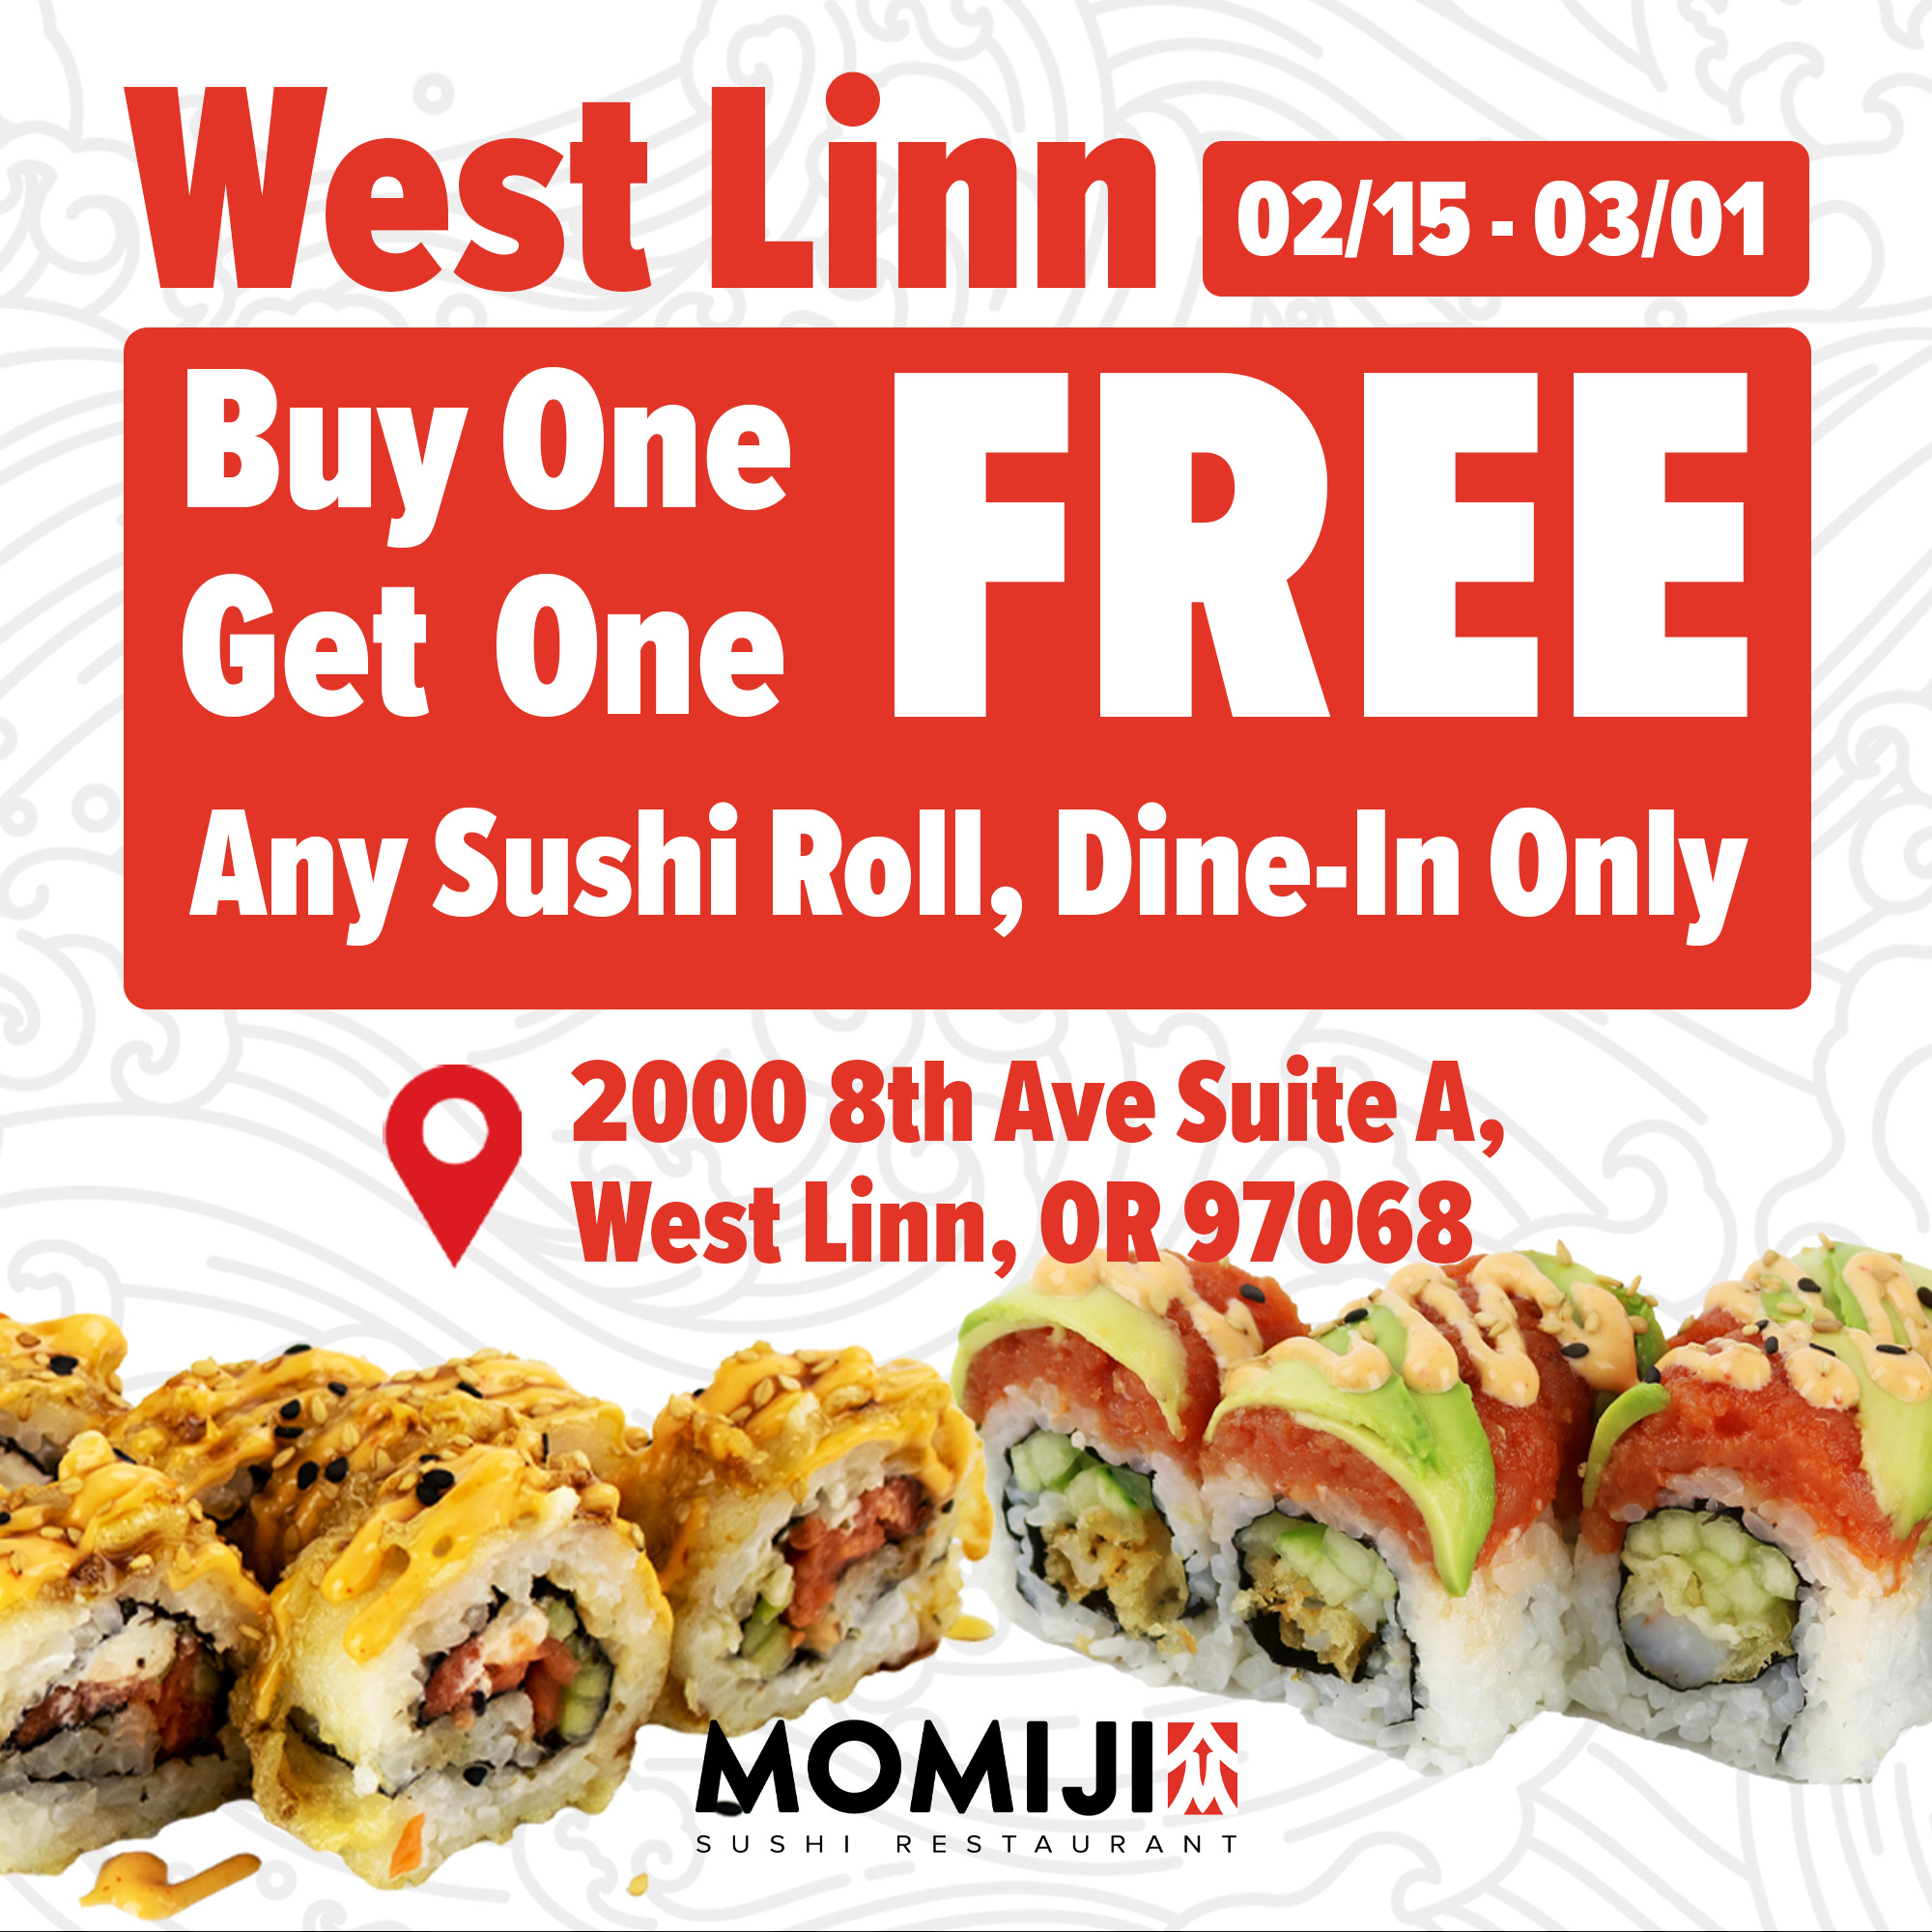 West Linn
02/15 - 03/01
Buy One
Get One
FREE
Any Sushi Roll, Dine-In Only
2000 8th Ave Suite A,
West Linn, OR 97068
MOMIJI
SUSHI RESTAURANT